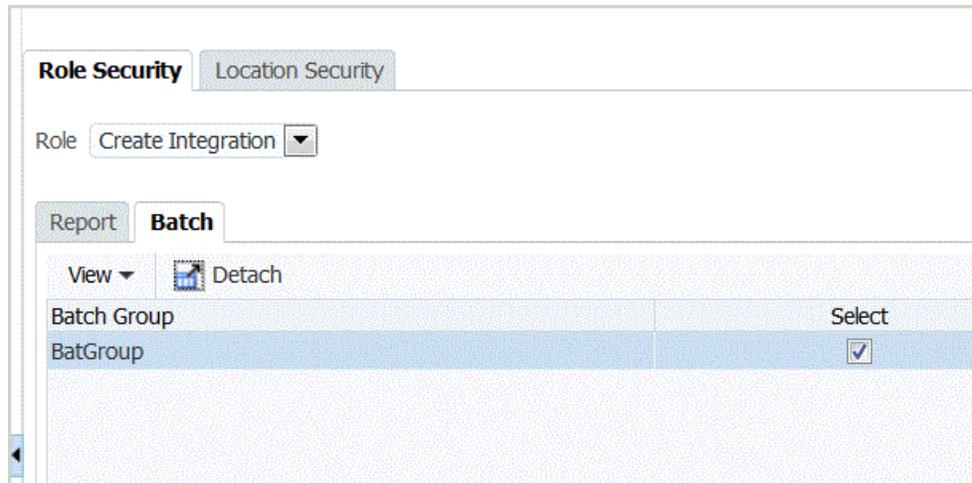 Role Security Location Security
Role Create Integration
Report Batch
View Detach
Batch Group Select
BatGroup